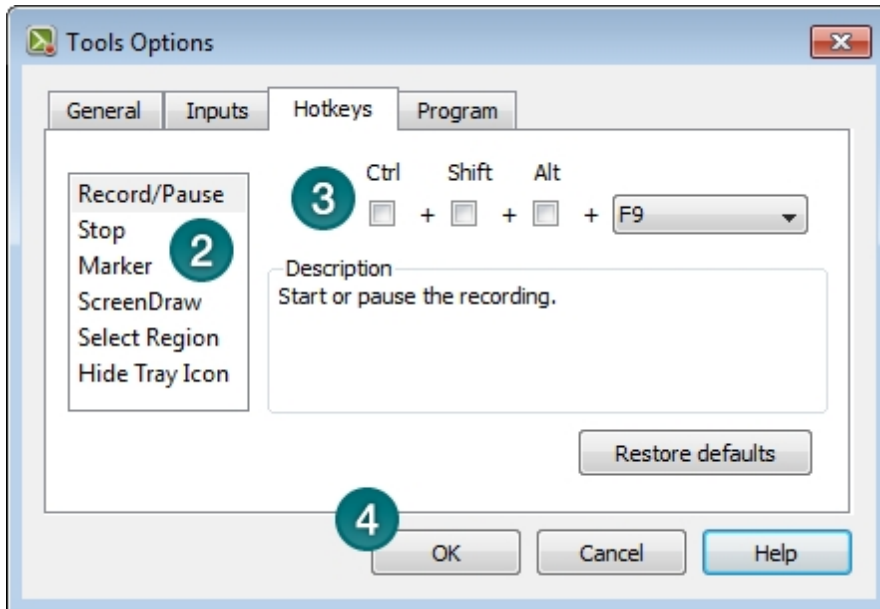 Tools Options
General Inputs Hotkeys Program
Ctrl Shift Alt
3 + + + F9
Record/Pause
Stop
2
Marker
ScreenDraw
Select Region
Hide Tray Icon
Description
Start or pause the recording.
Restore defaults
4
OK Cancel Help